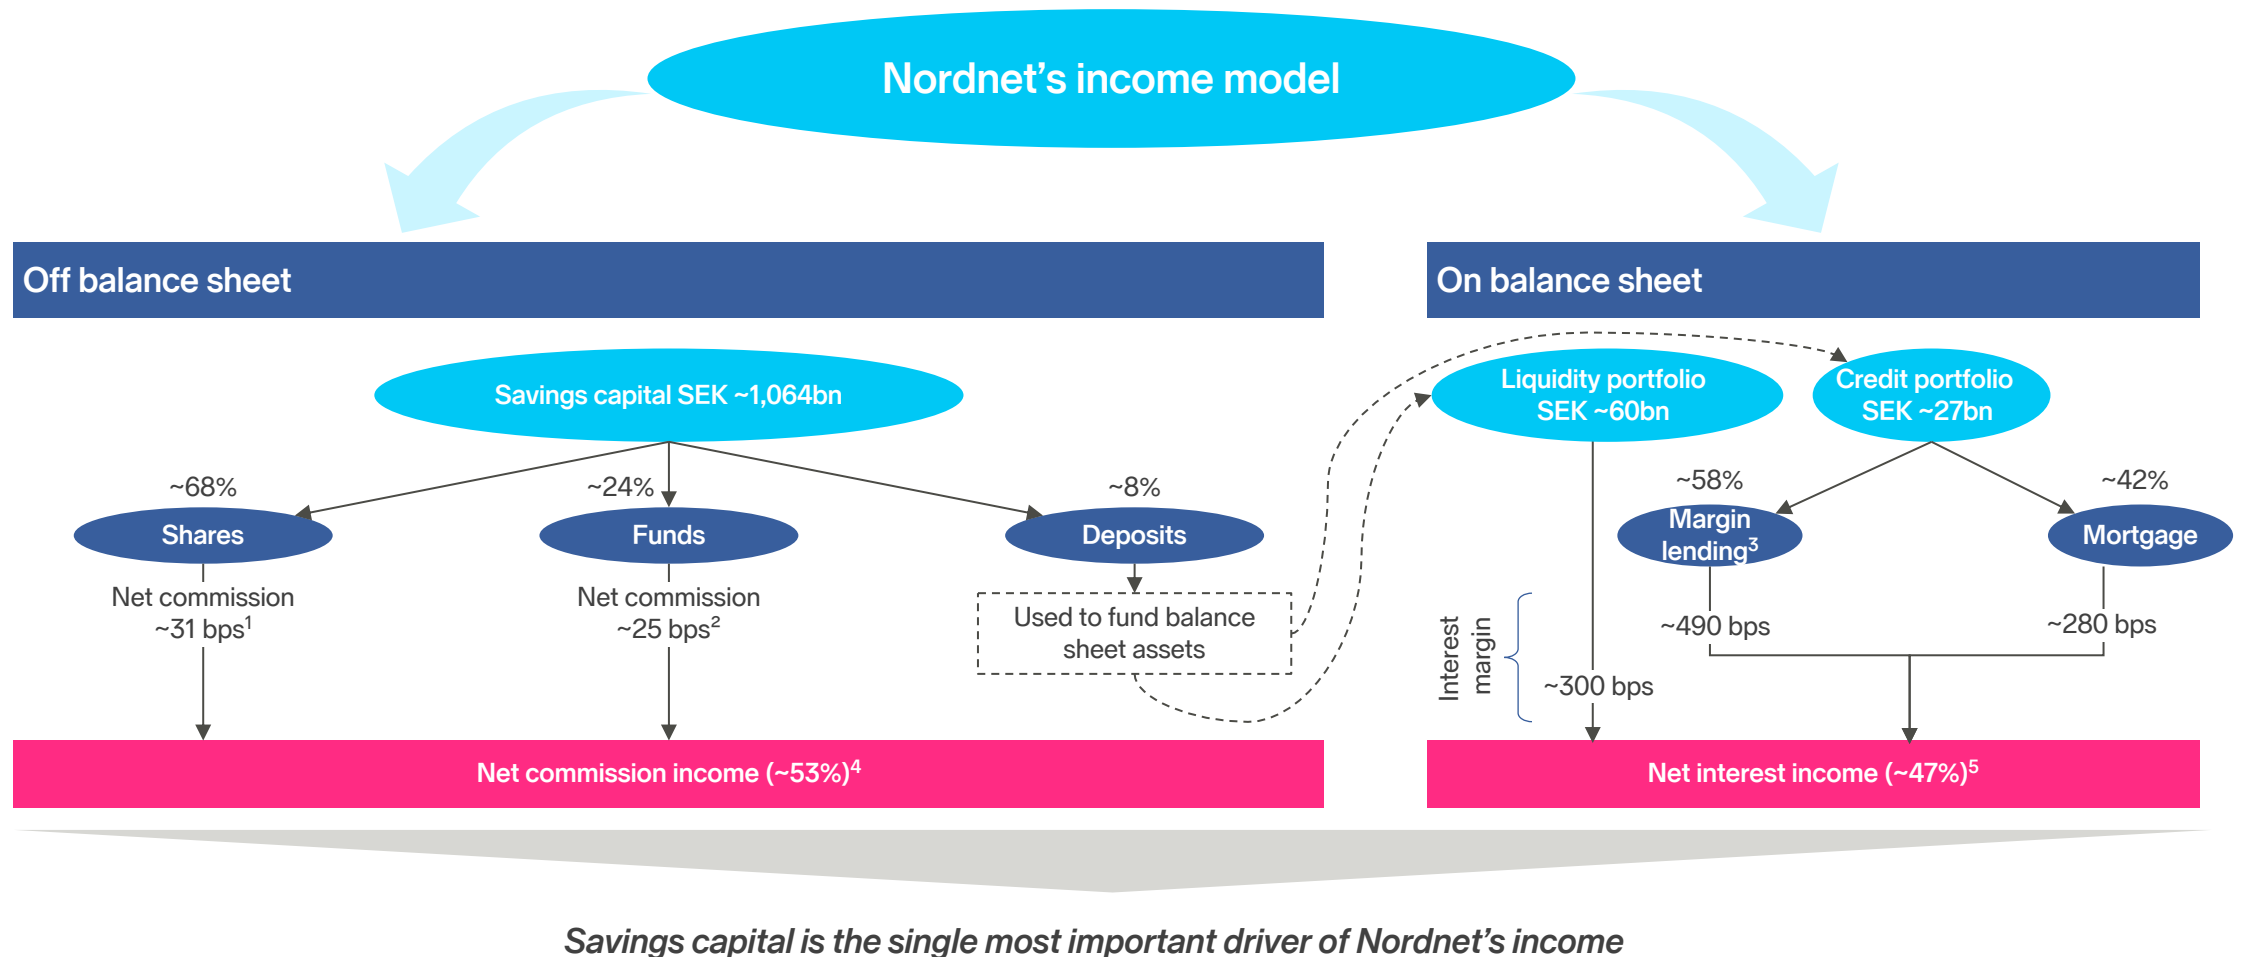 Nordnet’s income model
Off balance sheet
On balance sheet
Savings capital SEK ~1,064bn
Liquidity portfolio
SEK ~60bn
Credit portfolio
SEK ~27bn
~68%
~24%
~8%
~58%
~42%
Shares
Funds
Deposits
Margin
lending³
Mortgage
Net commission
~31 bps¹
Net commission
~25 bps²
Used to fund balance
sheet assets
Interest
margin
~300 bps
~490 bps
~280 bps
Net commission income (~53%)⁴
Net interest income (~47%)⁵
Savings capital is the single most important driver of Nordnet’s income